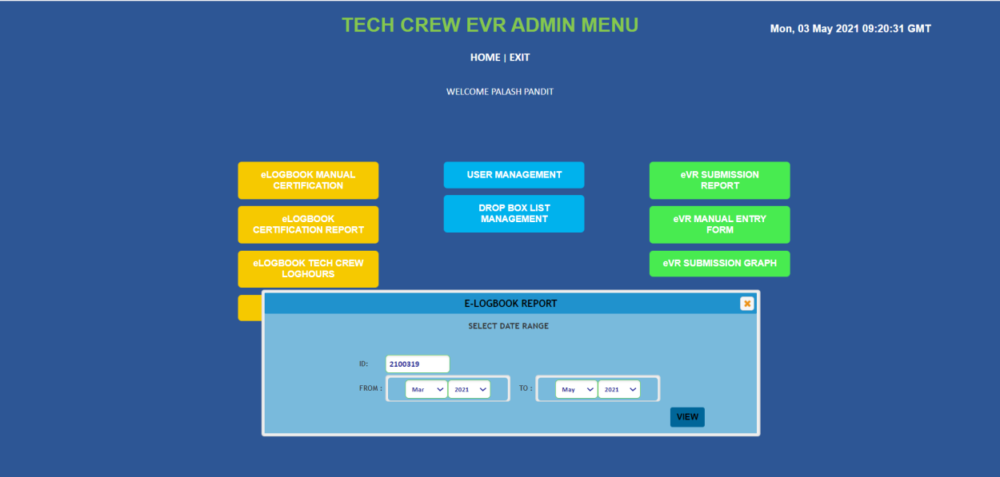 TECH CREW EVR ADMIN MENU
Mon, 03 May 2021 09:20:31 GMT
HOME | EXIT
WELCOME PALASH PANDIT
eLOGBOOK MANUAL
CERTIFICATION
eLOGBOOK
CERTIFICATION REPORT
eLOGBOOK TECH CREW
LOGHOURS
USER MANAGEMENT
DROP BOX LIST
MANAGEMENT
eVR SUBMISSION
REPORT
eVR MANUAL ENTRY
FORM
eVR SUBMISSION GRAPH
E-LOGBOOK REPORT
SELECT DATE RANGE
ID: 2100319
FROM : Mar 2021 TO : May 2021
VIEW